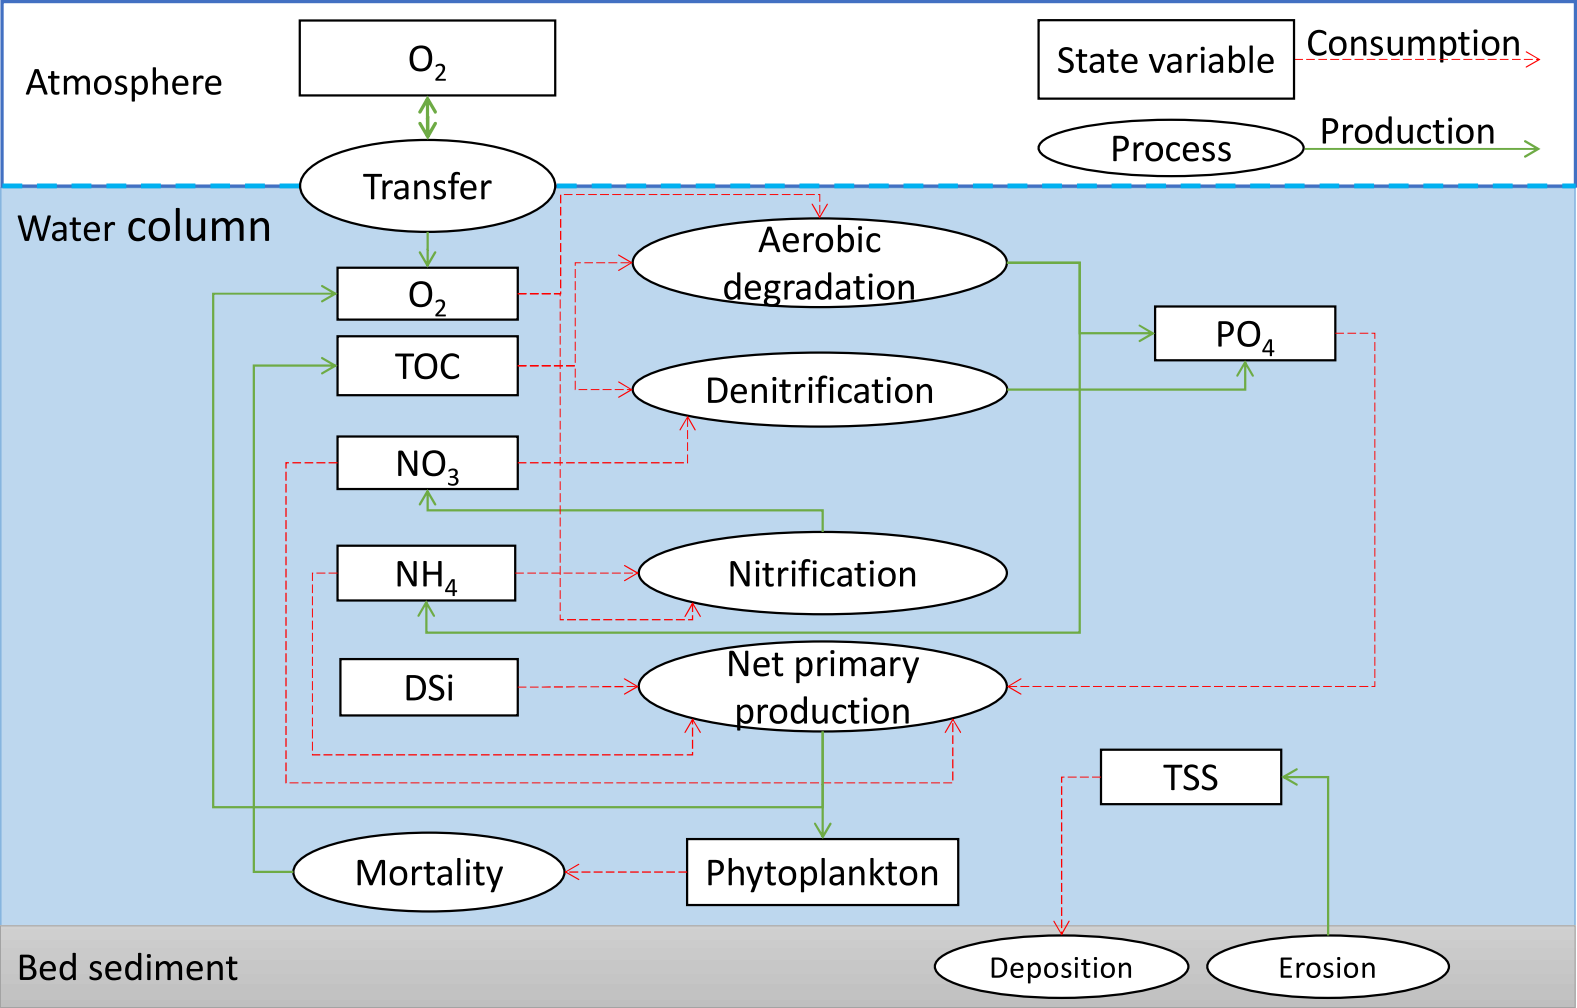 Atmosphere
O₂
State variable
Consumption
Process
Production
Transfer
Water column
Aerobic
degradation
O₂
TOC
PO₄
Denitrification
NO₃
NH₄
Nitrification
DSi
Net primary
production
TSS
Mortality
Phytoplankton
Bed sediment
Deposition
Erosion